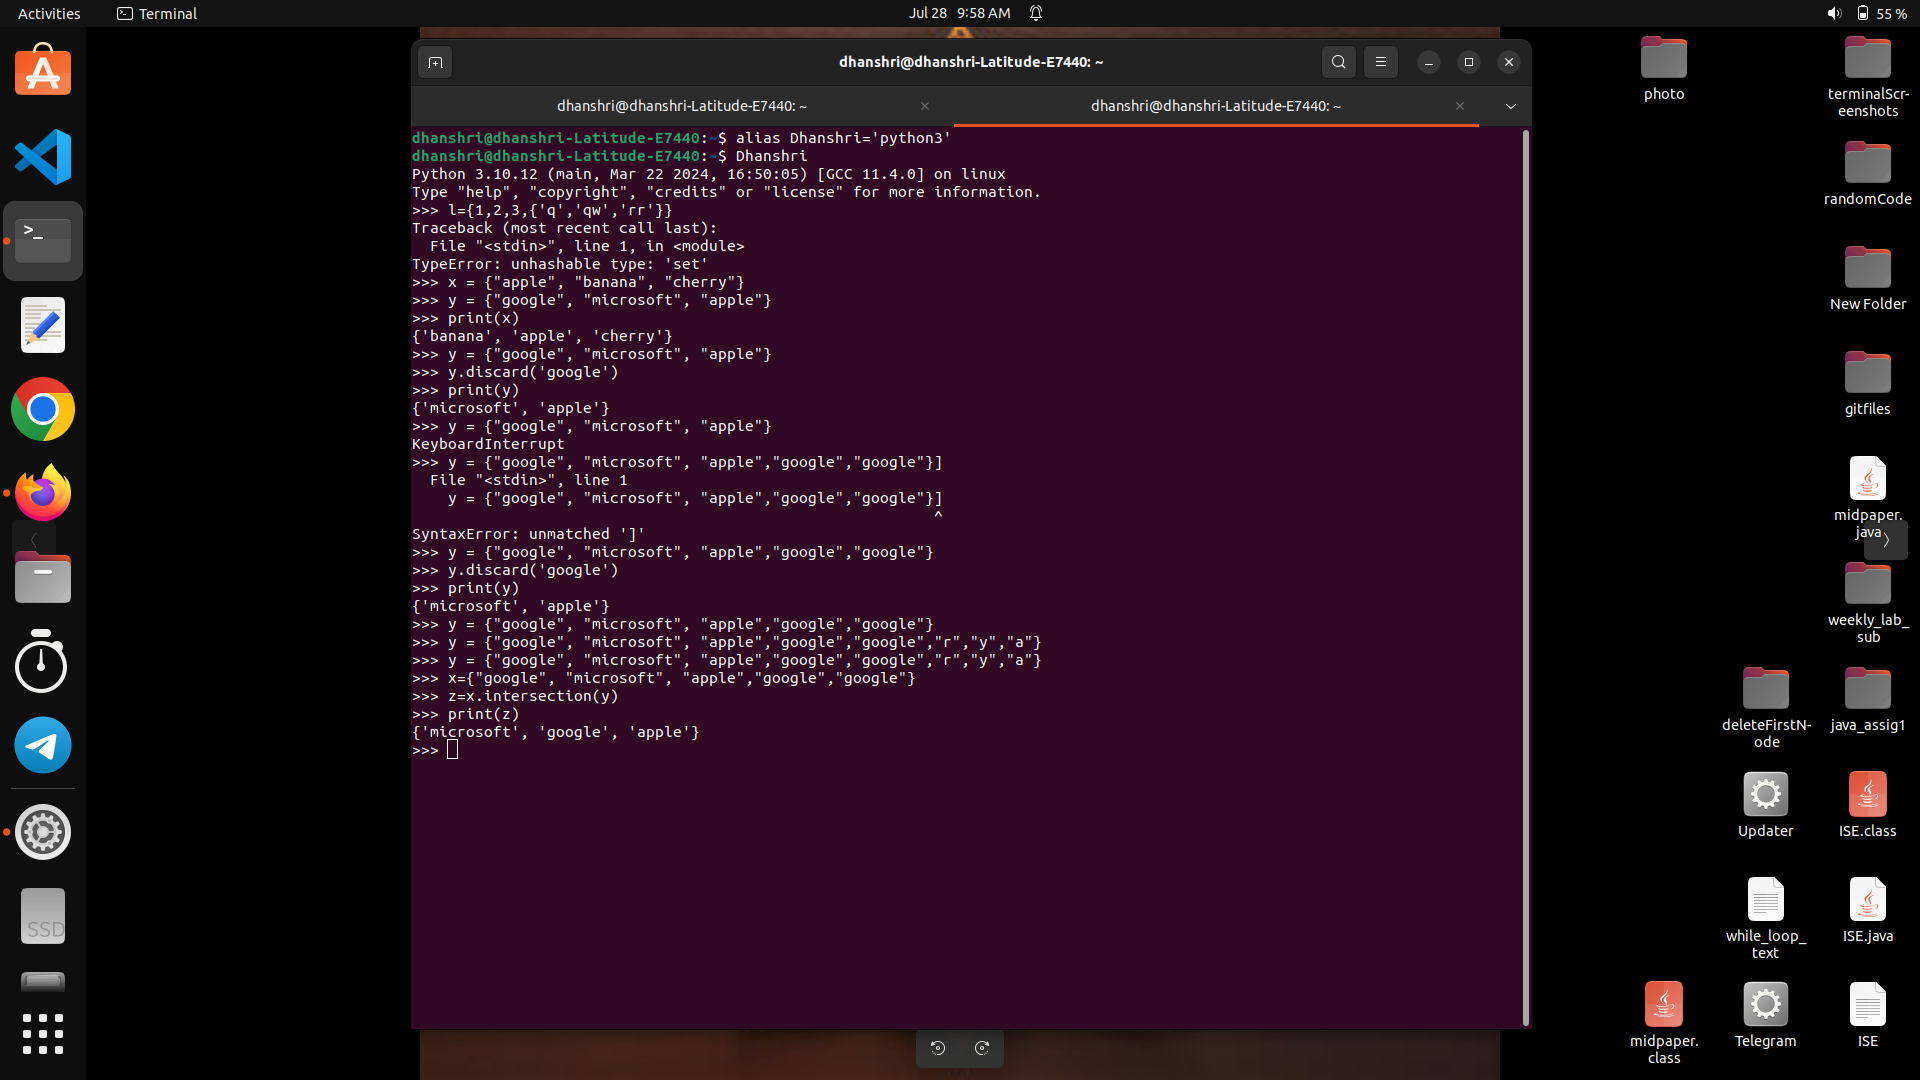 Activities
Terminal
Jul 28 9:58 AM
55 %
dhanshri@dhanshri-Latitude-E7440: ~
dhanshri@dhanshri-Latitude-E7440: ~
dhanshri@dhanshri-Latitude-E7440: ~
dhanshri@dhanshri-Latitude-E7440:~$ alias Dhanshri='python3'
dhanshri@dhanshri-Latitude-E7440:~$ Dhanshri
Python 3.10.12 (main, Mar 22 2024, 16:50:05) [GCC 11.4.0] on linux
Type "help", "copyright", "credits" or "license" for more information.
>>> l={1,2,3,{'q','qw','rr'}}
Traceback (most recent call last):
  File "<stdin>", line 1, in <module>
TypeError: unhashable type: 'set'
>>> x = {"apple", "banana", "cherry"}
>>> y = {"google", "microsoft", "apple"}
>>> print(x)
{'banana', 'apple', 'cherry'}
>>> y = {"google", "microsoft", "apple"}
>>> y.discard('google')
>>> print(y)
{'microsoft', 'apple'}
>>> y = {"google", "microsoft", "apple"}
KeyboardInterrupt
>>> y = {"google", "microsoft", "apple","google","google"}]
  File "<stdin>", line 1
    y = {"google", "microsoft", "apple","google","google"}]
                                                          ^
SyntaxError: unmatched ']'
>>> y = {"google", "microsoft", "apple","google","google"}
>>> y.discard('google')
>>> print(y)
{'microsoft', 'apple'}
>>> y = {"google", "microsoft", "apple","google","google"}
>>> y = {"google", "microsoft", "apple","google","google","r","y","a"}
>>> y = {"google", "microsoft", "apple","google","google","r","y","a"}
>>> x={"google", "microsoft", "apple","google","google"}
>>> z=x.intersection(y)
>>> print(z)
{'microsoft', 'google', 'apple'}
>>>
SSD
photo
terminalScr-
eenshots
randomCode
New Folder
gitfiles
midpaper.
java
weekly_lab_
sub
deleteFirstN-
ode
java_assig1
Updater
ISE.class
while_loop_
text
ISE.java
midpaper.
class
Telegram
ISE